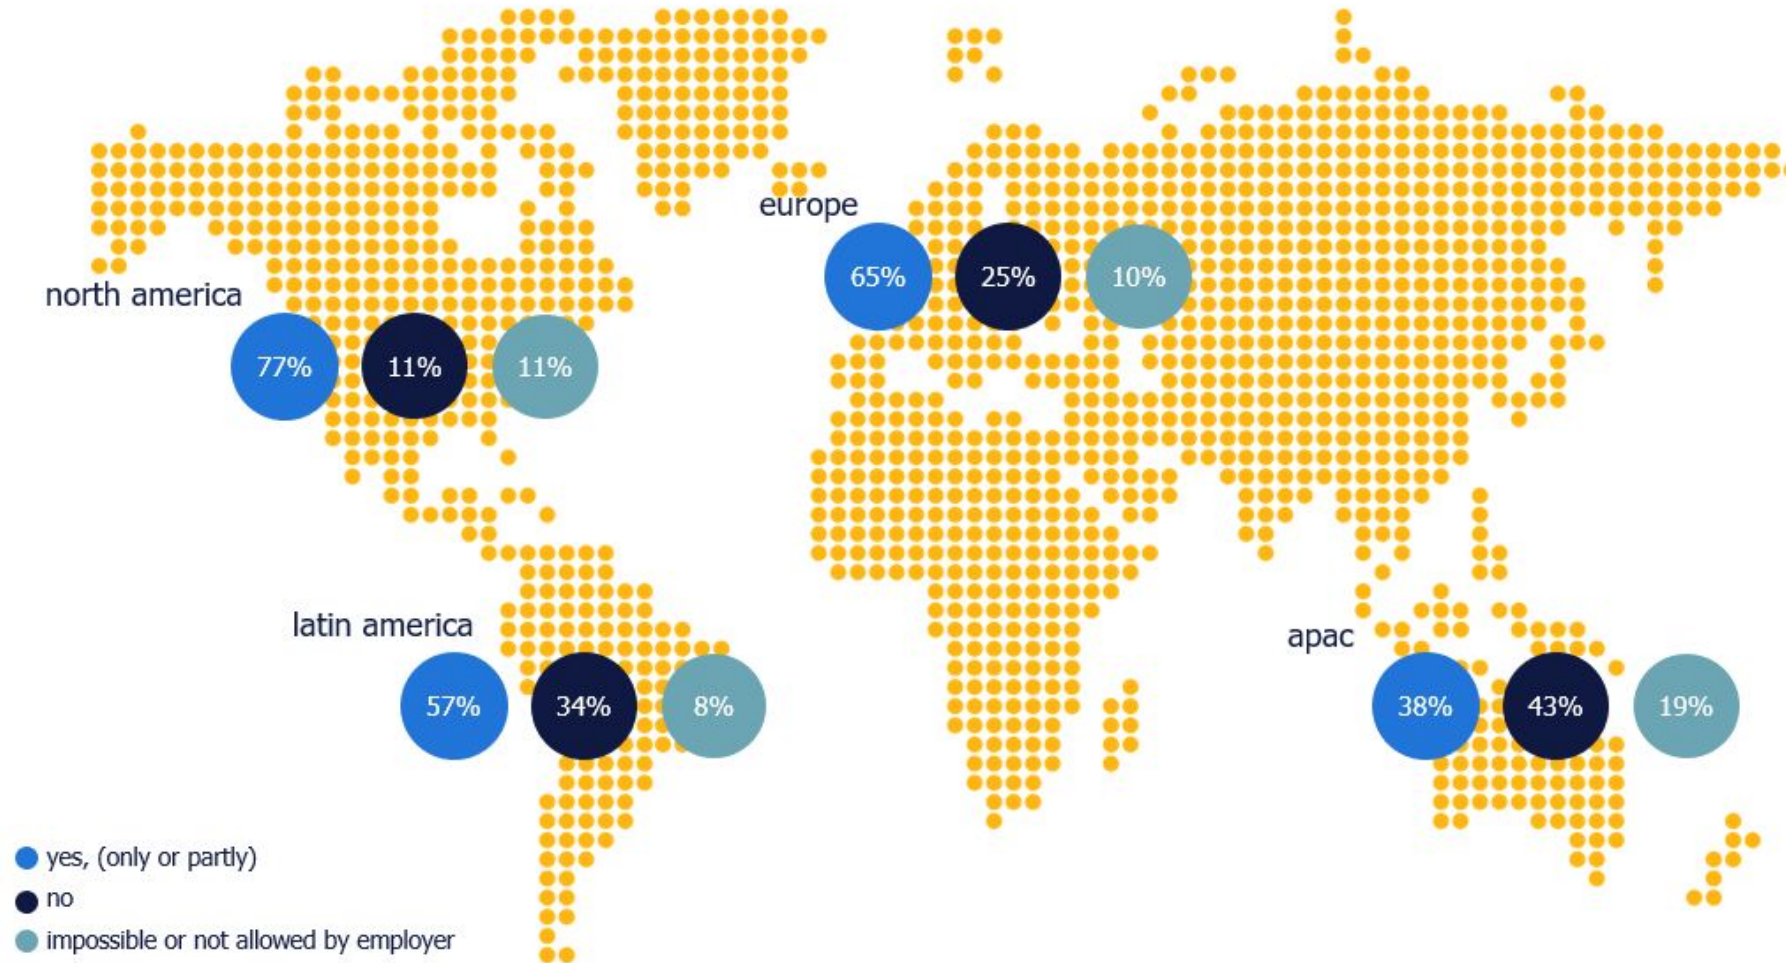 europe
65% 25% 10%
north america
77% 11% 11%
latin america
57% 34% 8%
apac
38% 43% 19%
yes, (only or partly)
no
impossible or not allowed by employer